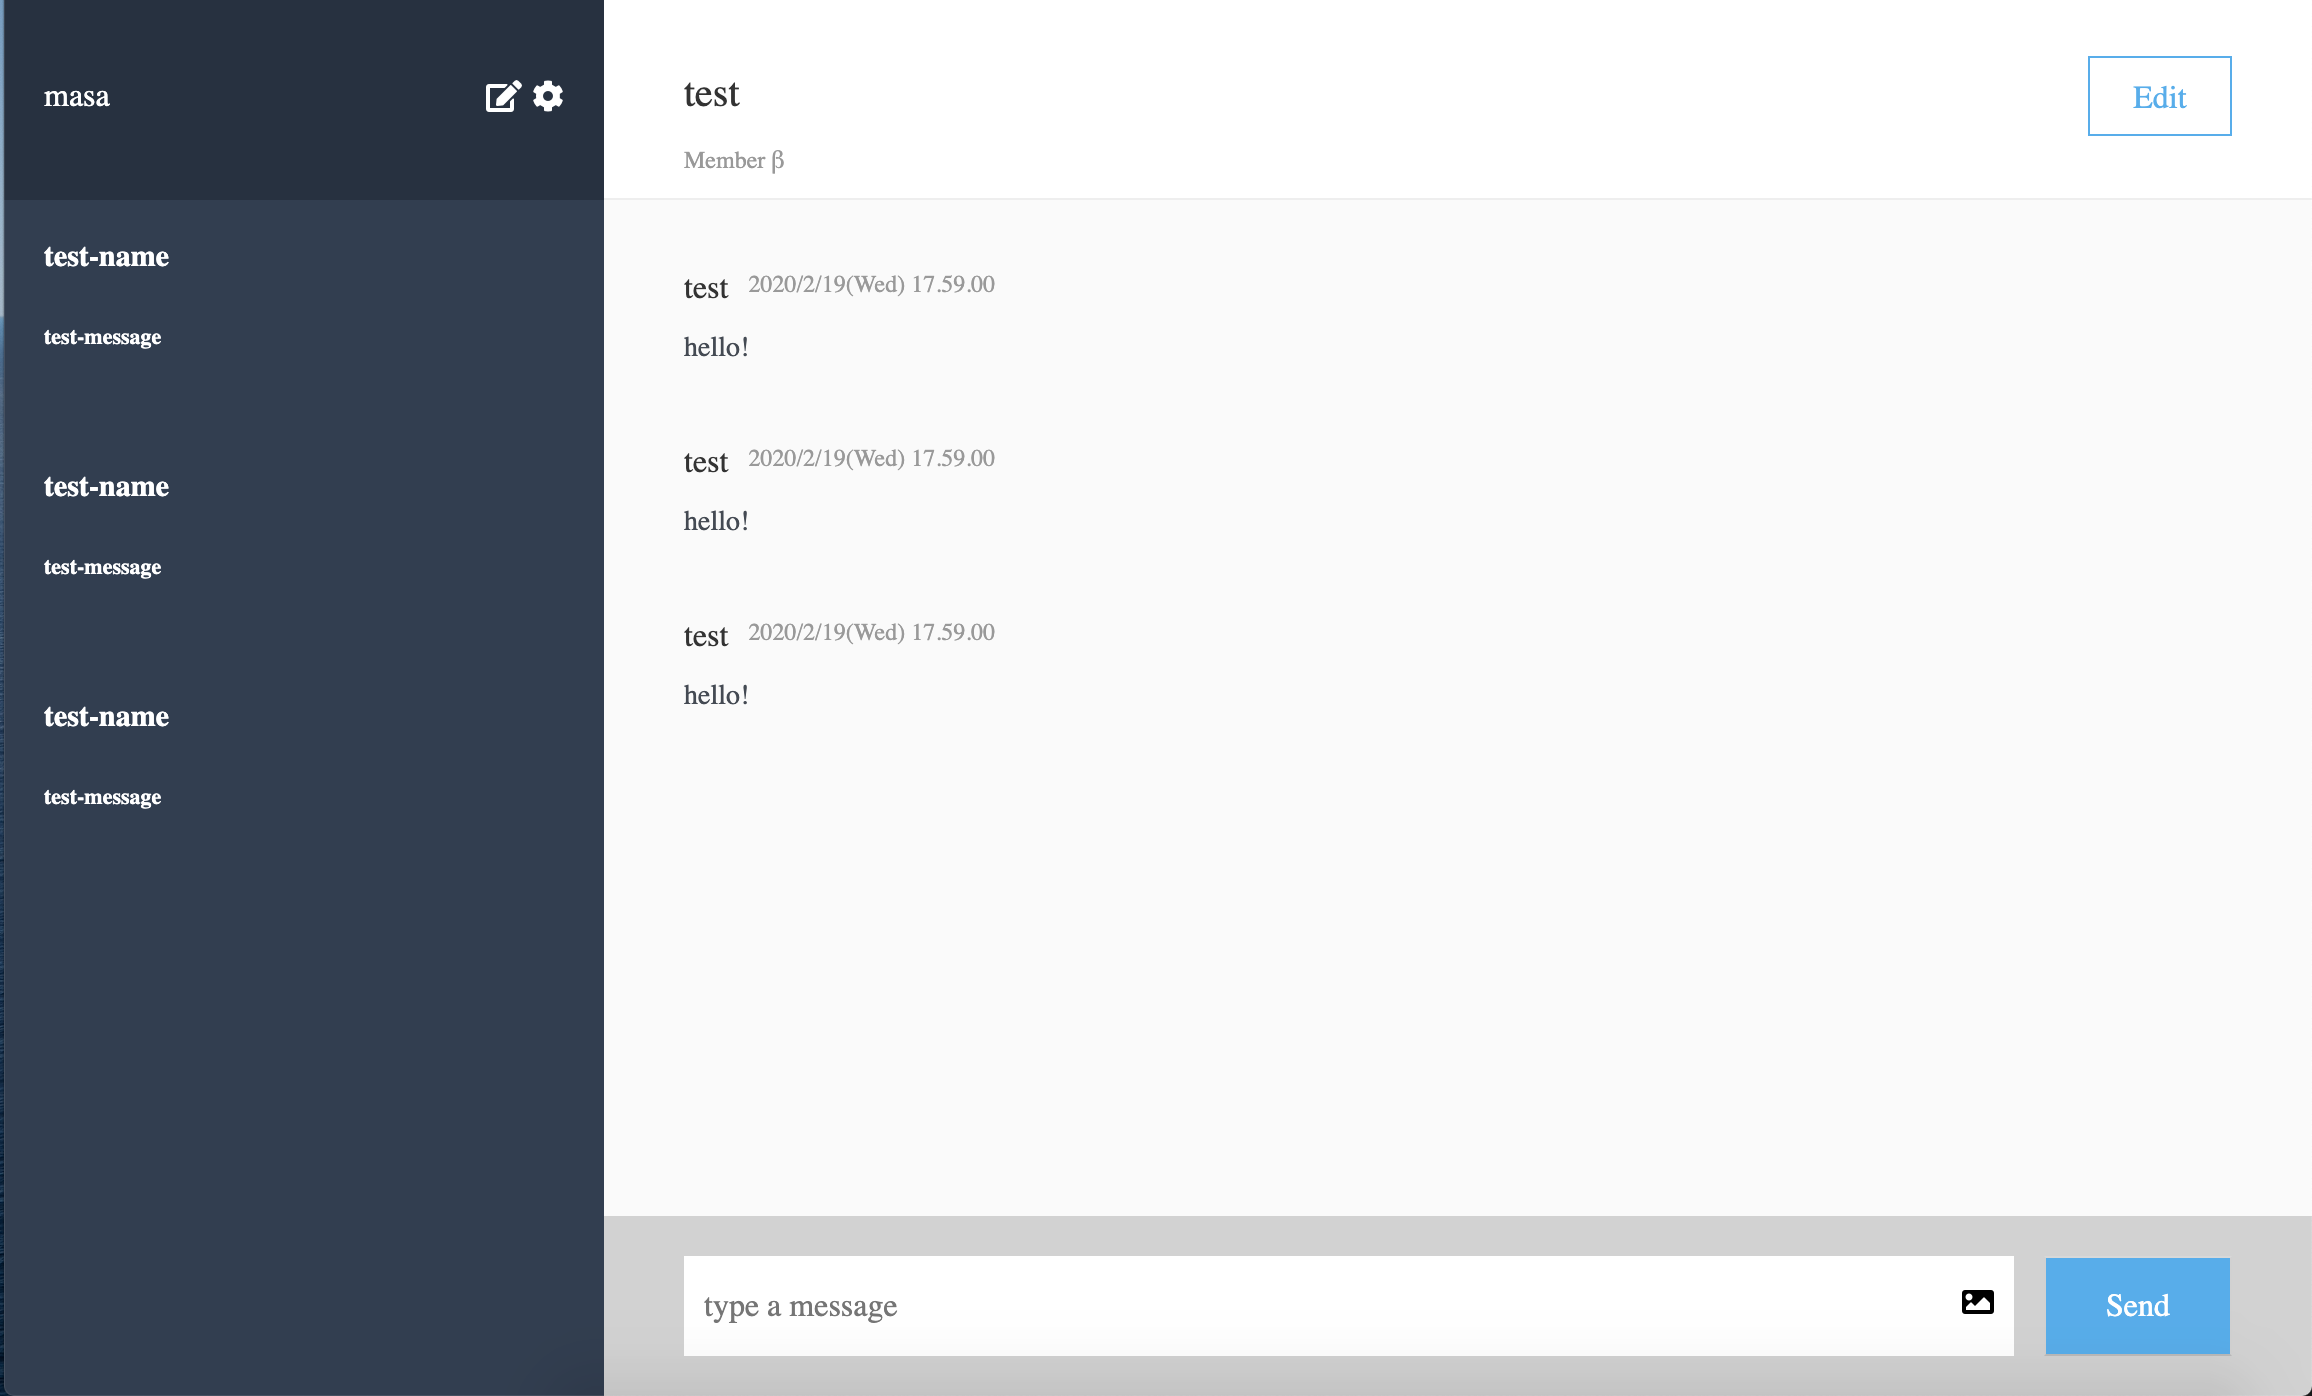 masa
test-name
test-message
test-name
test-message
test-name
test-message
test
Edit
Member β
test 2020/2/19(Wed) 17.59.00
hello!
test 2020/2/19(Wed) 17.59.00
hello!
test 2020/2/19(Wed) 17.59.00
hello!
type a message
Send